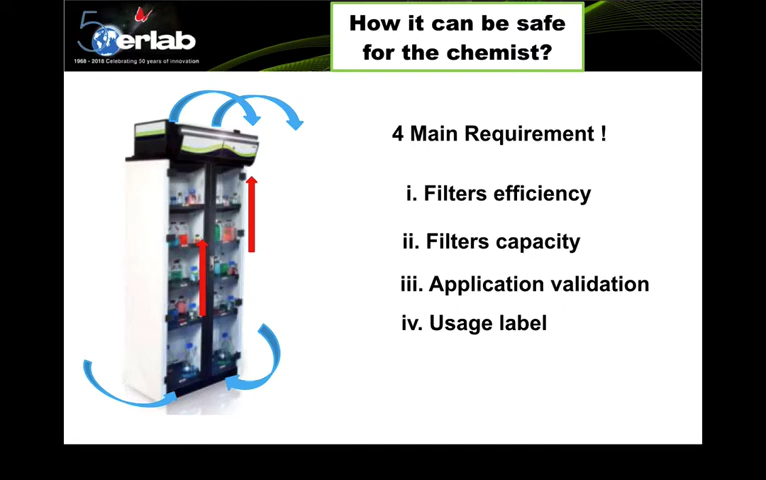 50 erlab
1968 - 2018 Celebrating 50 years of innovation
How it can be safe
for the chemist?
4 Main Requirement !
i. Filters efficiency
ii. Filters capacity
iii. Application validation
iv. Usage label